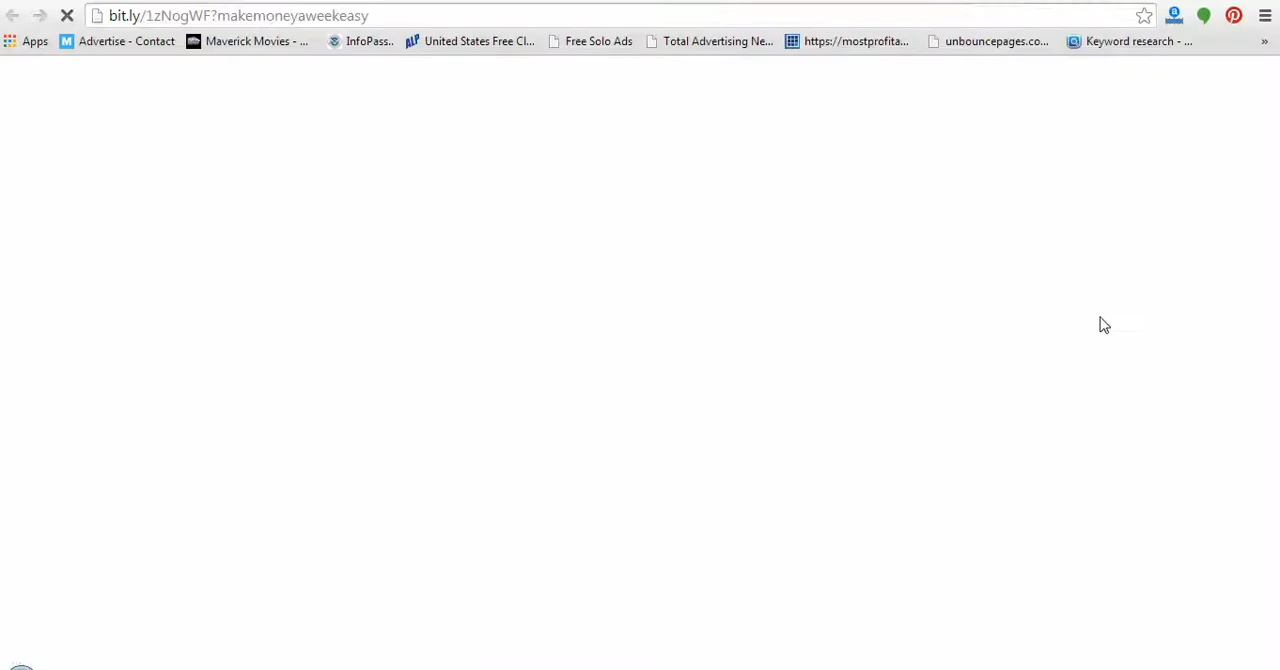 bit.ly/1zNogWF?makemoneyaweekeasy
Apps Advertise - Contact Maverick Movies - ... InfoPass.. United States Free Cl... Free Solo Ads Total Advertising Ne... https://mostprofita... unbouncepages.co... Keyword research - ... »